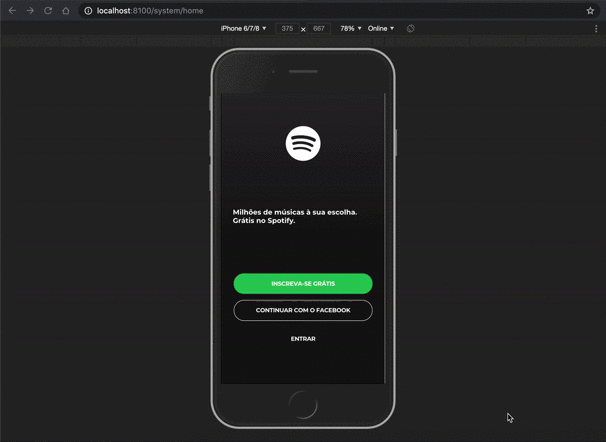 localhost:8100/system/home
iPhone 6/7/8 ▼ 375 × 667 78% ▼ Online ▼
Milhões de músicas à sua escolha.
Grátis no Spotify.
INSCREVA-SE GRÁTIS
CONTINUAR COM O FACEBOOK
ENTRAR